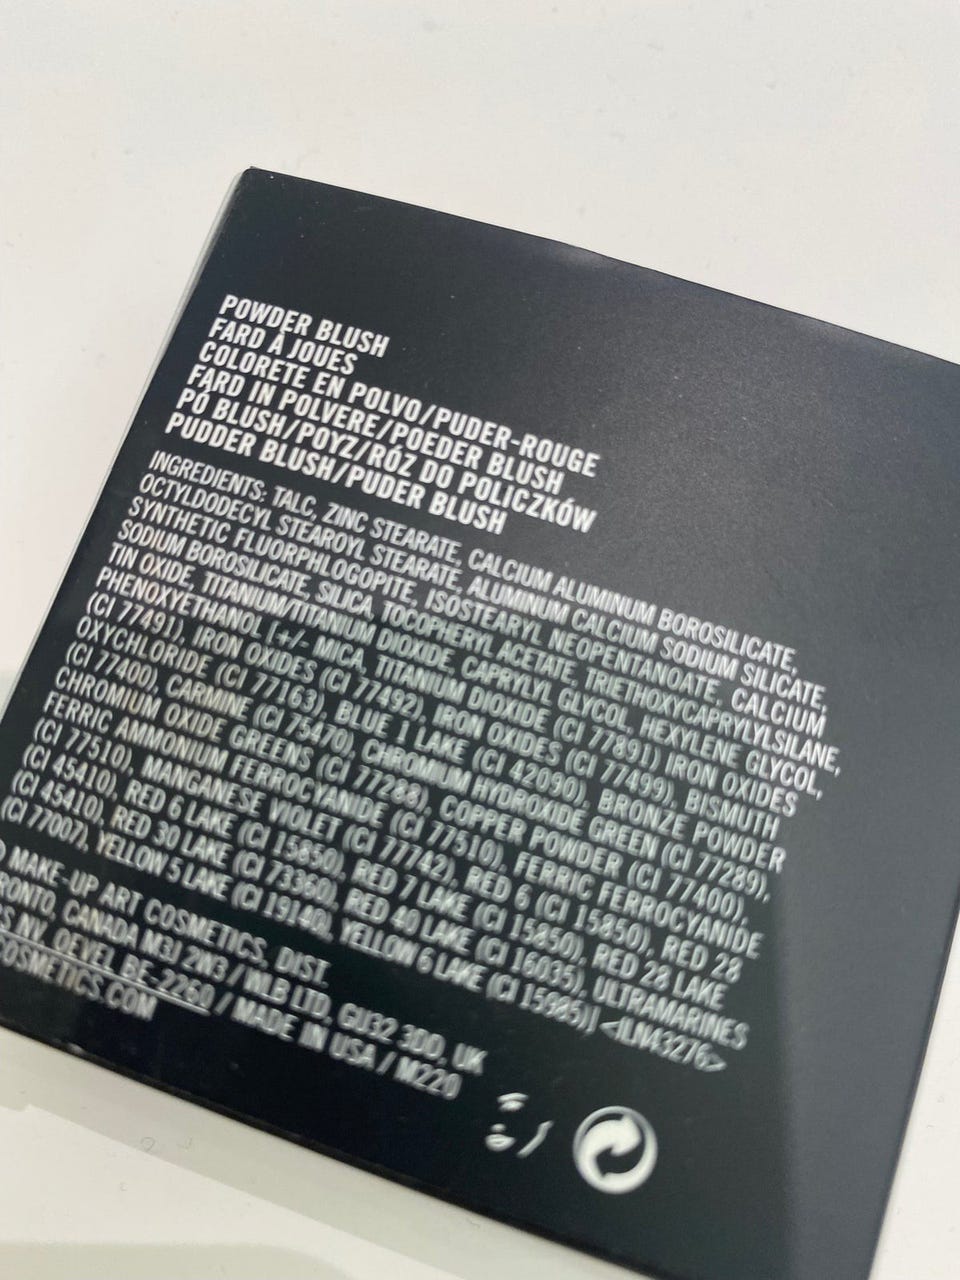 POWDER BLUSH
FARD À JOUES
COLORETE EN POLVO/PUDER-ROUGE
FARD IN POLVERE/POEDER BLUSH
PÓ BLUSH/POYZ/RÓZ DO POLICZKÓW
PUDDER BLUSH/PUDER BLUSH
INGREDIENTS: TALC, ZINC STEARATE, CALCIUM ALUMINUM BOROSILICATE,
OCTYLDODECYL STEAROYL STEARATE, ALUMINUM CALCIUM SODIUM SILICATE,
SYNTHETIC FLUORPHLOGOPITE, ISOSTEARYL NEOPENTANOATE, CALCIUM
SODIUM BOROSILICATE, SILICA, TOCOPHERYL ACETATE, TRIETHOXYCAPRYLYLSILANE,
TIN OXIDE, TITANIUM/TITANIUM DIOXIDE, CAPRYLYL GLYCOL, HEXYLENE GLYCOL,
PHENOXYETHANOL [+/- MICA, TITANIUM DIOXIDE (CI 77891) IRON OXIDES
(CI 77491), IRON OXIDES (CI 77492), IRON OXIDES (CI 77499), BISMUTH
OXYCHLORIDE (CI 77163), BLUE 1 LAKE (CI 42090), BRONZE POWDER
(CI 77400), CARMINE (CI 75470), CHROMIUM HYDROXIDE GREEN (CI 77289),
CHROMIUM OXIDE GREENS (CI 77288), COPPER POWDER (CI 77400),
FERRIC AMMONIUM FERROCYANIDE (CI 77510), FERRIC FERROCYANIDE
(CI 77510), MANGANESE VIOLET (CI 77742), RED 6 (CI 15850), RED 28
(CI 45410), RED 6 LAKE (CI 15850), RED 7 LAKE (CI 15850), RED 28 LAKE
(CI 45410), RED 30 LAKE (CI 73360), RED 40 LAKE (CI 16035), ULTRAMARINES
(CI 77007), YELLOW 5 LAKE (CI 19140), YELLOW 6 LAKE (CI 15985)] <ILN43276>
MAKE-UP ART COSMETICS, DIST.
RONTO, CANADA M3J 2W3 / WLB LTD, GU32 3DD, UK
CS NV, OEVEL BE-2260 / MADE IN USA / M220
COSMETICS.COM